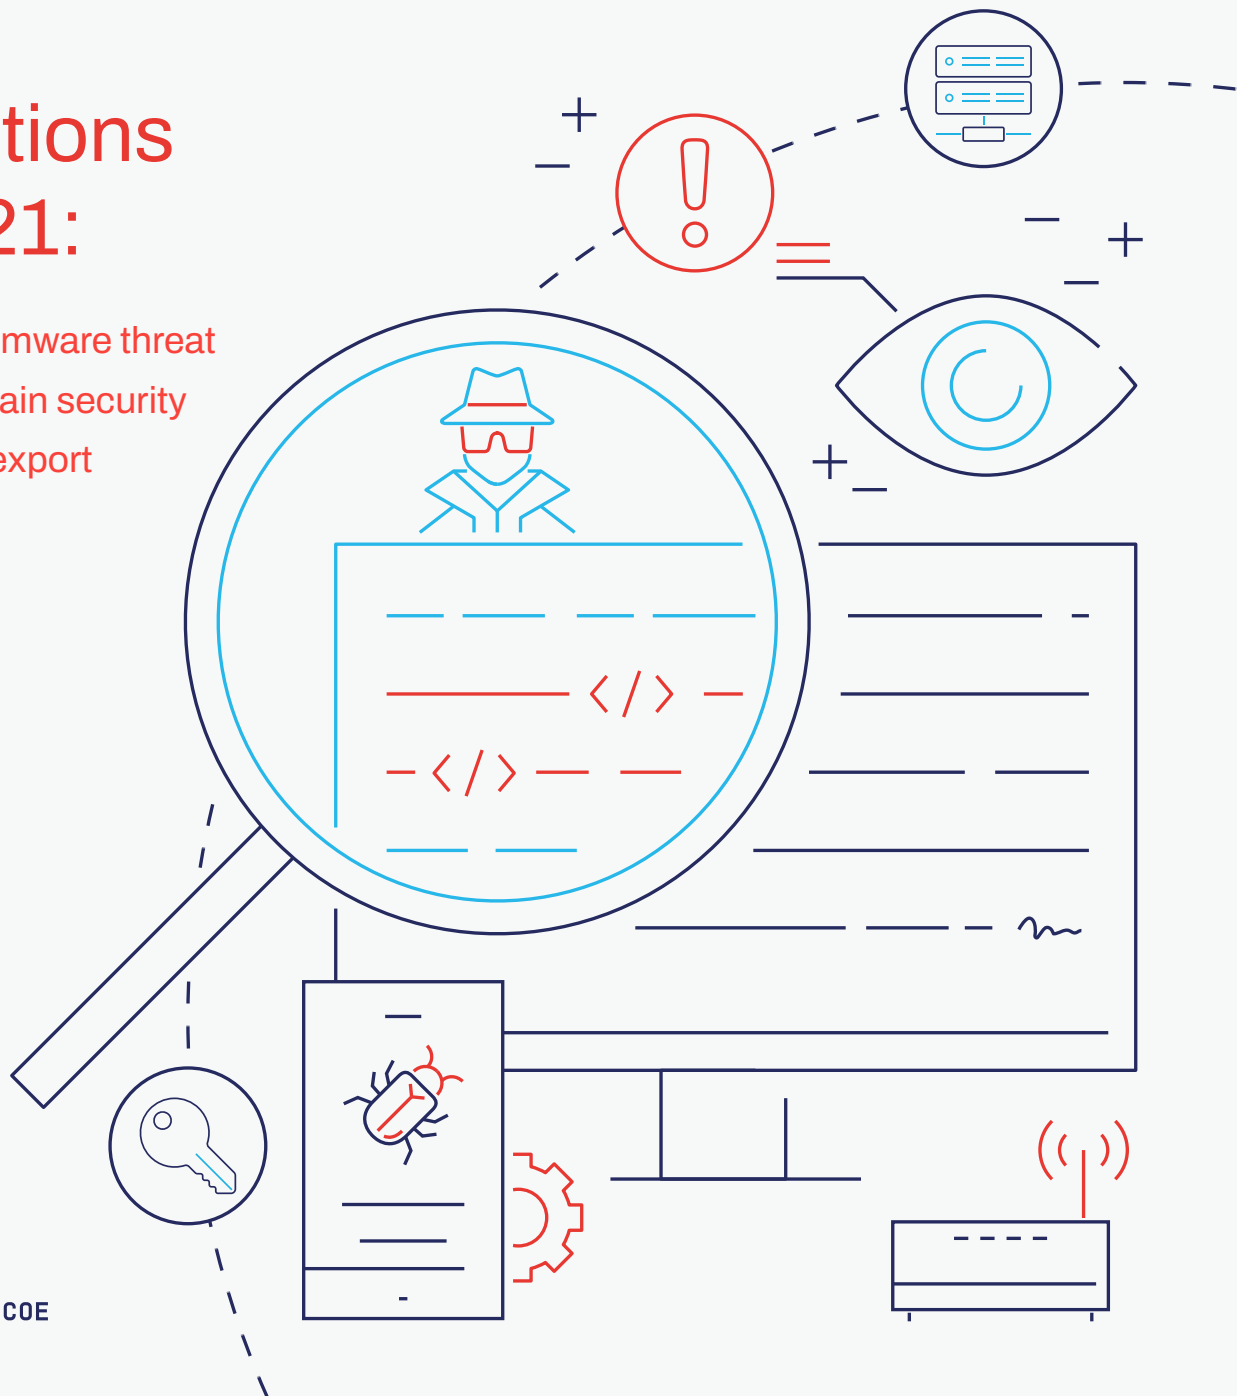 tions
21:
mware threat
ain security
export
</>
</>
COE